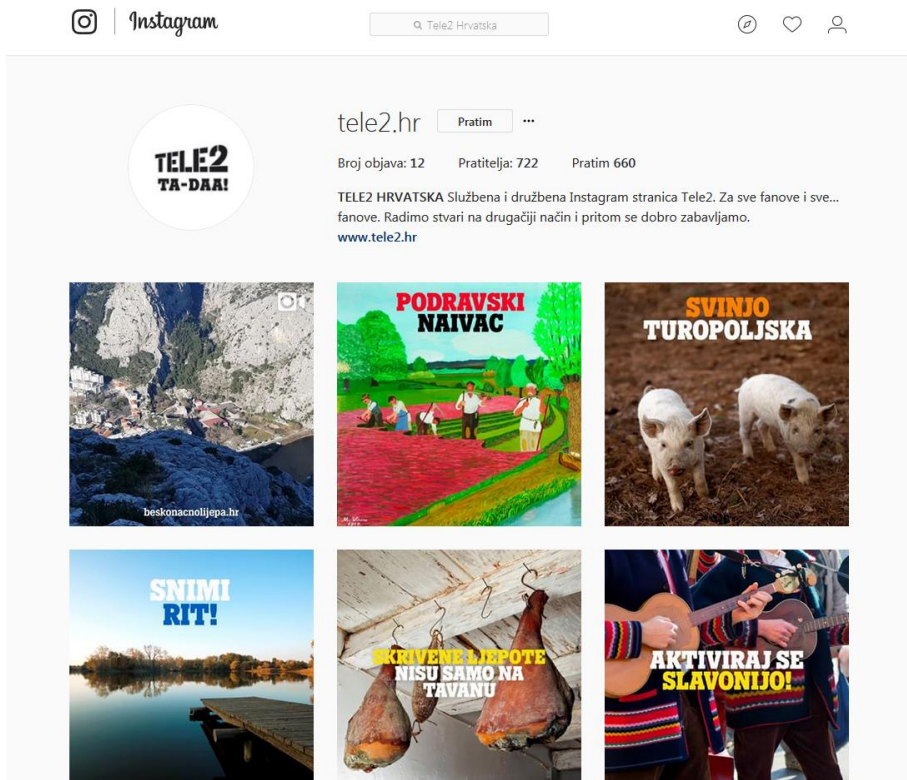 Instagram
Tele2 Hrvatska
TELE2
TA-DAA!
tele2.hr Pratim ...
Broj objava: 12 Pratitelja: 722 Pratim 660
TELE2 HRVATSKA Službena i družbena Instagram stranica Tele2. Za sve fanove i sve...
fanove. Radimo stvari na drugačiji način i pritom se dobro zabavljamo.
www.tele2.hr
beskonacnolijepa.hr
PODRAVSKI
NAIVAC
SVINJO
TUROPOLJSKA
SNIMI
RIT!
SKRIVENE LJEPOTE
NISU SAMO NA
TAVANU
AKTIVIRAJ SE
SLAVONIJO!